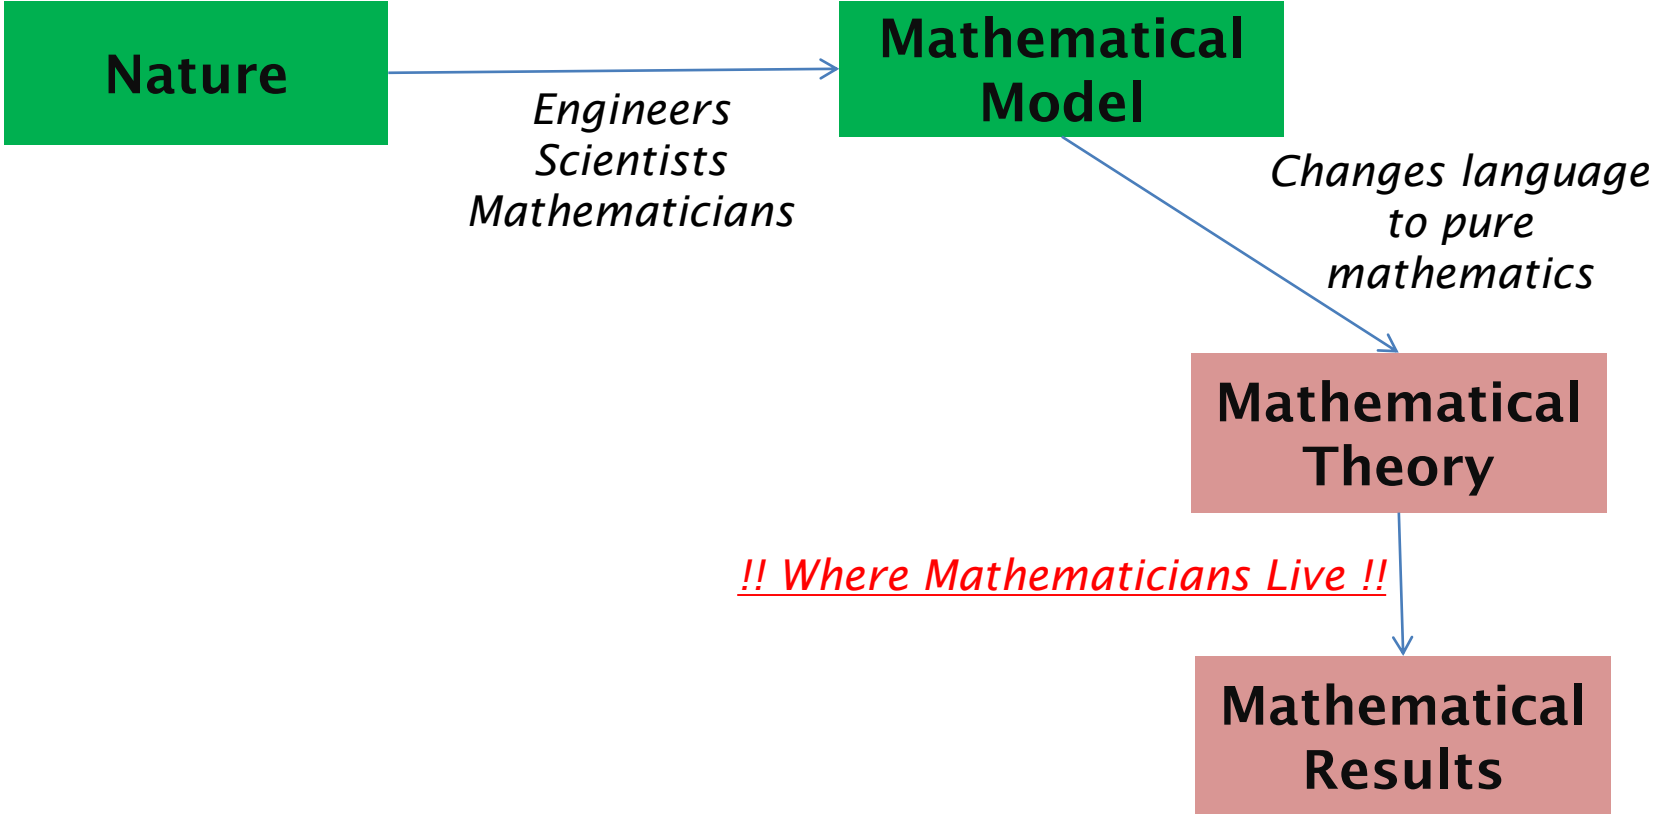 Nature
Mathematical
Model
Engineers
Scientists
Mathematicians
Changes language
to pure
mathematics
Mathematical
Theory
!! Where Mathematicians Live !!
Mathematical
Results